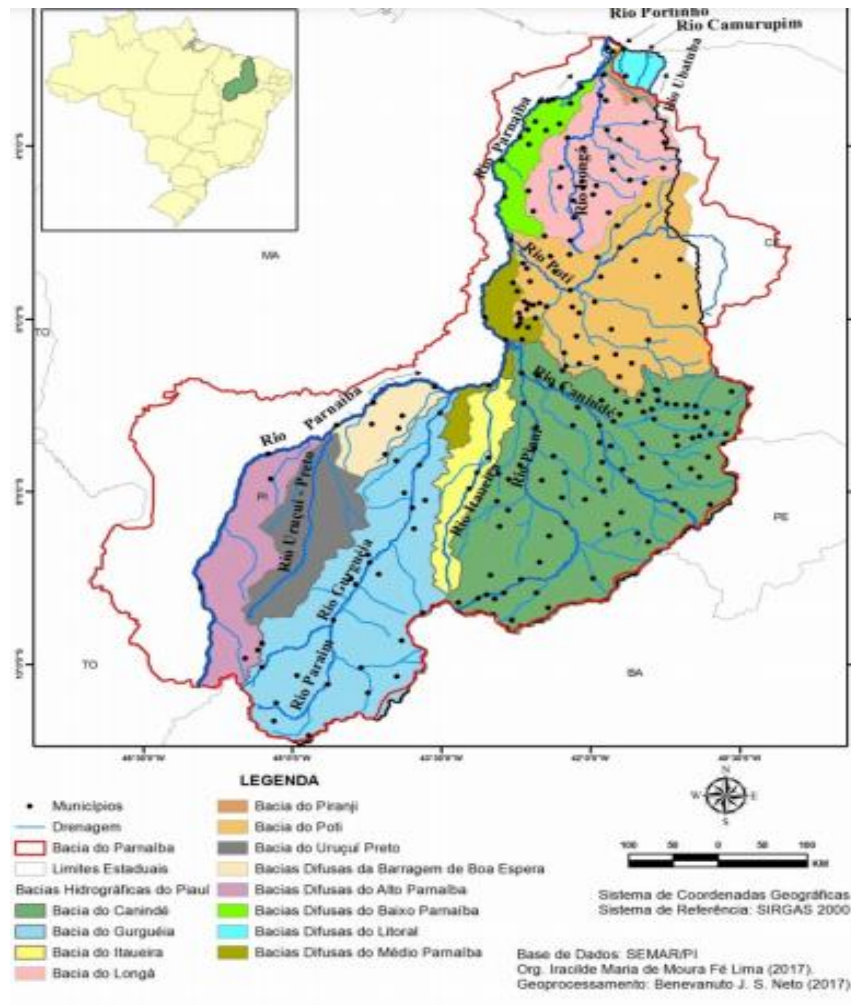 Rio Portinho
Rio Camurupim
Rio Ubatuba
Rio Parnaíba
Rio Longá
MA
CE
Rio Poti
TO
Rio Canindé
Rio Parnaíba
Rio Piauí
PI
Rio Uruçuí - Preto
Rio Itaueira
PE
Rio Gurguéia
Rio Paraim
TO
BA
LEGENDA
Municípios
Drenagem
Bacia do Parnaíba
Limites Estaduais
Bacias Hidrográficas do Piauí
Bacia do Canindé
Bacia do Gurguéia
Bacia do Itaueira
Bacia do Longá
Bacia do Piranji
Bacia do Poti
Bacia do Uruçuí Preto
Bacias Difusas da Barragem de Boa Espera
Bacias Difusas do Alto Parnaíba
Bacias Difusas do Baixo Parnaíba
Bacias Difusas do Litoral
Bacias Difusas do Médio Parnaíba
N
W E
S
100 50 0 50 100
KM
Sistema de Coordenadas Geográficas
Sistema de Referência: SIRGAS 2000
Base de Dados: SEMAR/PI
Org. Iracilde Maria de Moura Fé Lima (2017).
Geoprocessamento: Benevanuto J. S. Neto (2017)